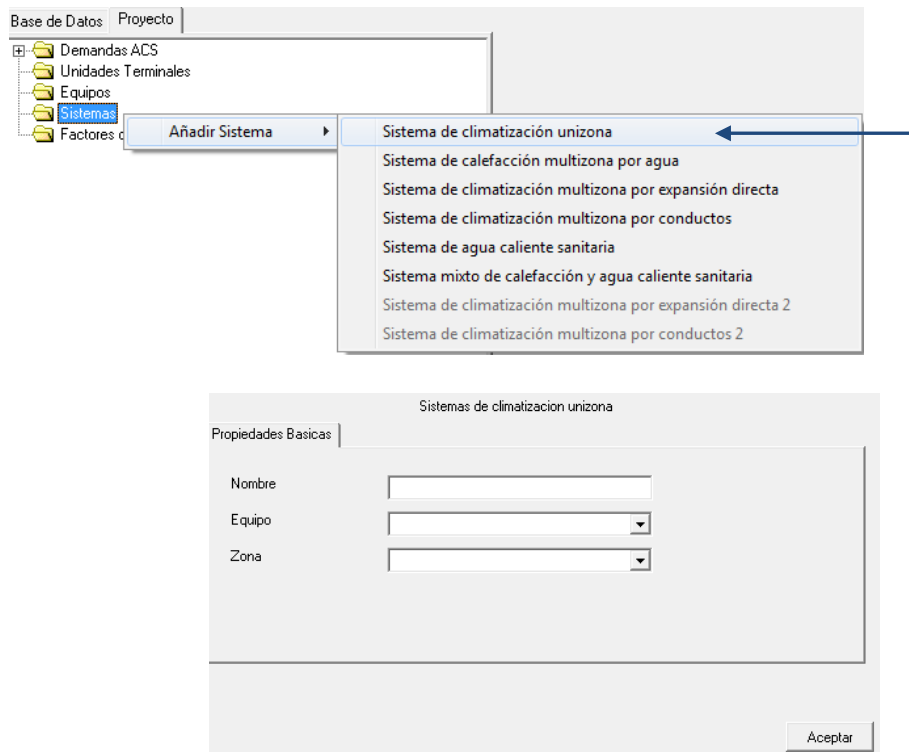 Base de Datos Proyecto
Demandas ACS
Unidades Terminales
Equipos
Sistemas
Factores
Añadir Sistema
Sistema de climatización unizona
Sistema de calefacción multizona por agua
Sistema de climatización multizona por expansión directa
Sistema de climatización multizona por conductos
Sistema de agua caliente sanitaria
Sistema mixto de calefacción y agua caliente sanitaria
Sistema de climatización multizona por expansión directa 2
Sistema de climatización multizona por conductos 2
Sistemas de climatizacion unizona
Propiedades Basicas
Nombre
Equipo
Zona
Aceptar